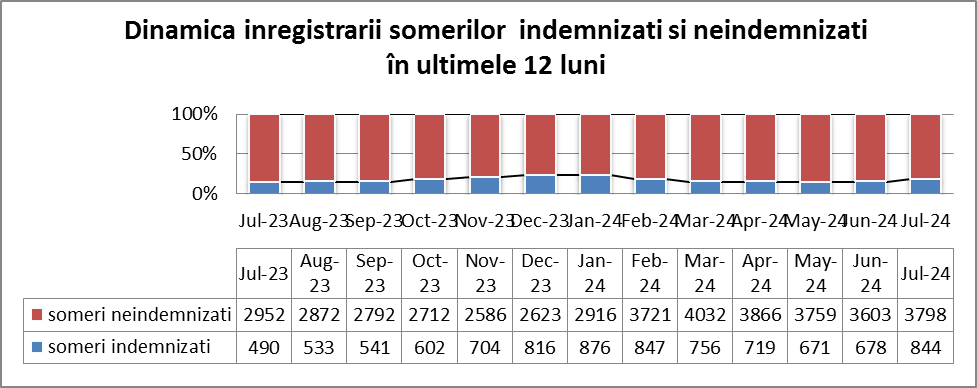 Dinamica inregistrarii somerilor indemnizati si neindemnizati
în ultimele 12 luni
100%
50%
0%
Jul-23 Aug-23 Sep-23 Oct-23 Nov-23 Dec-23 Jan-24 Feb-24 Mar-24 Apr-24 May-24 Jun-24 Jul-24
Jul-23 Aug-23 Sep-23 Oct-23 Nov-23 Dec-23 Jan-24 Feb-24 Mar-24 Apr-24 May-24 Jun-24 Jul-24
someri neindemnizati 2952 2872 2792 2712 2586 2623 2916 3721 4032 3866 3759 3603 3798
someri indemnizati 490 533 541 602 704 816 876 847 756 719 671 678 844